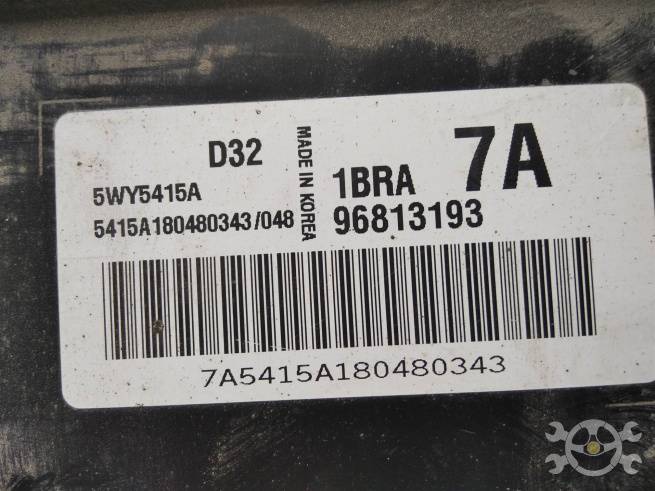 D32
5WY5415A
5415A180480343/048
MADE IN KOREA
1BRA 7A
96813193
7A5415A180480343